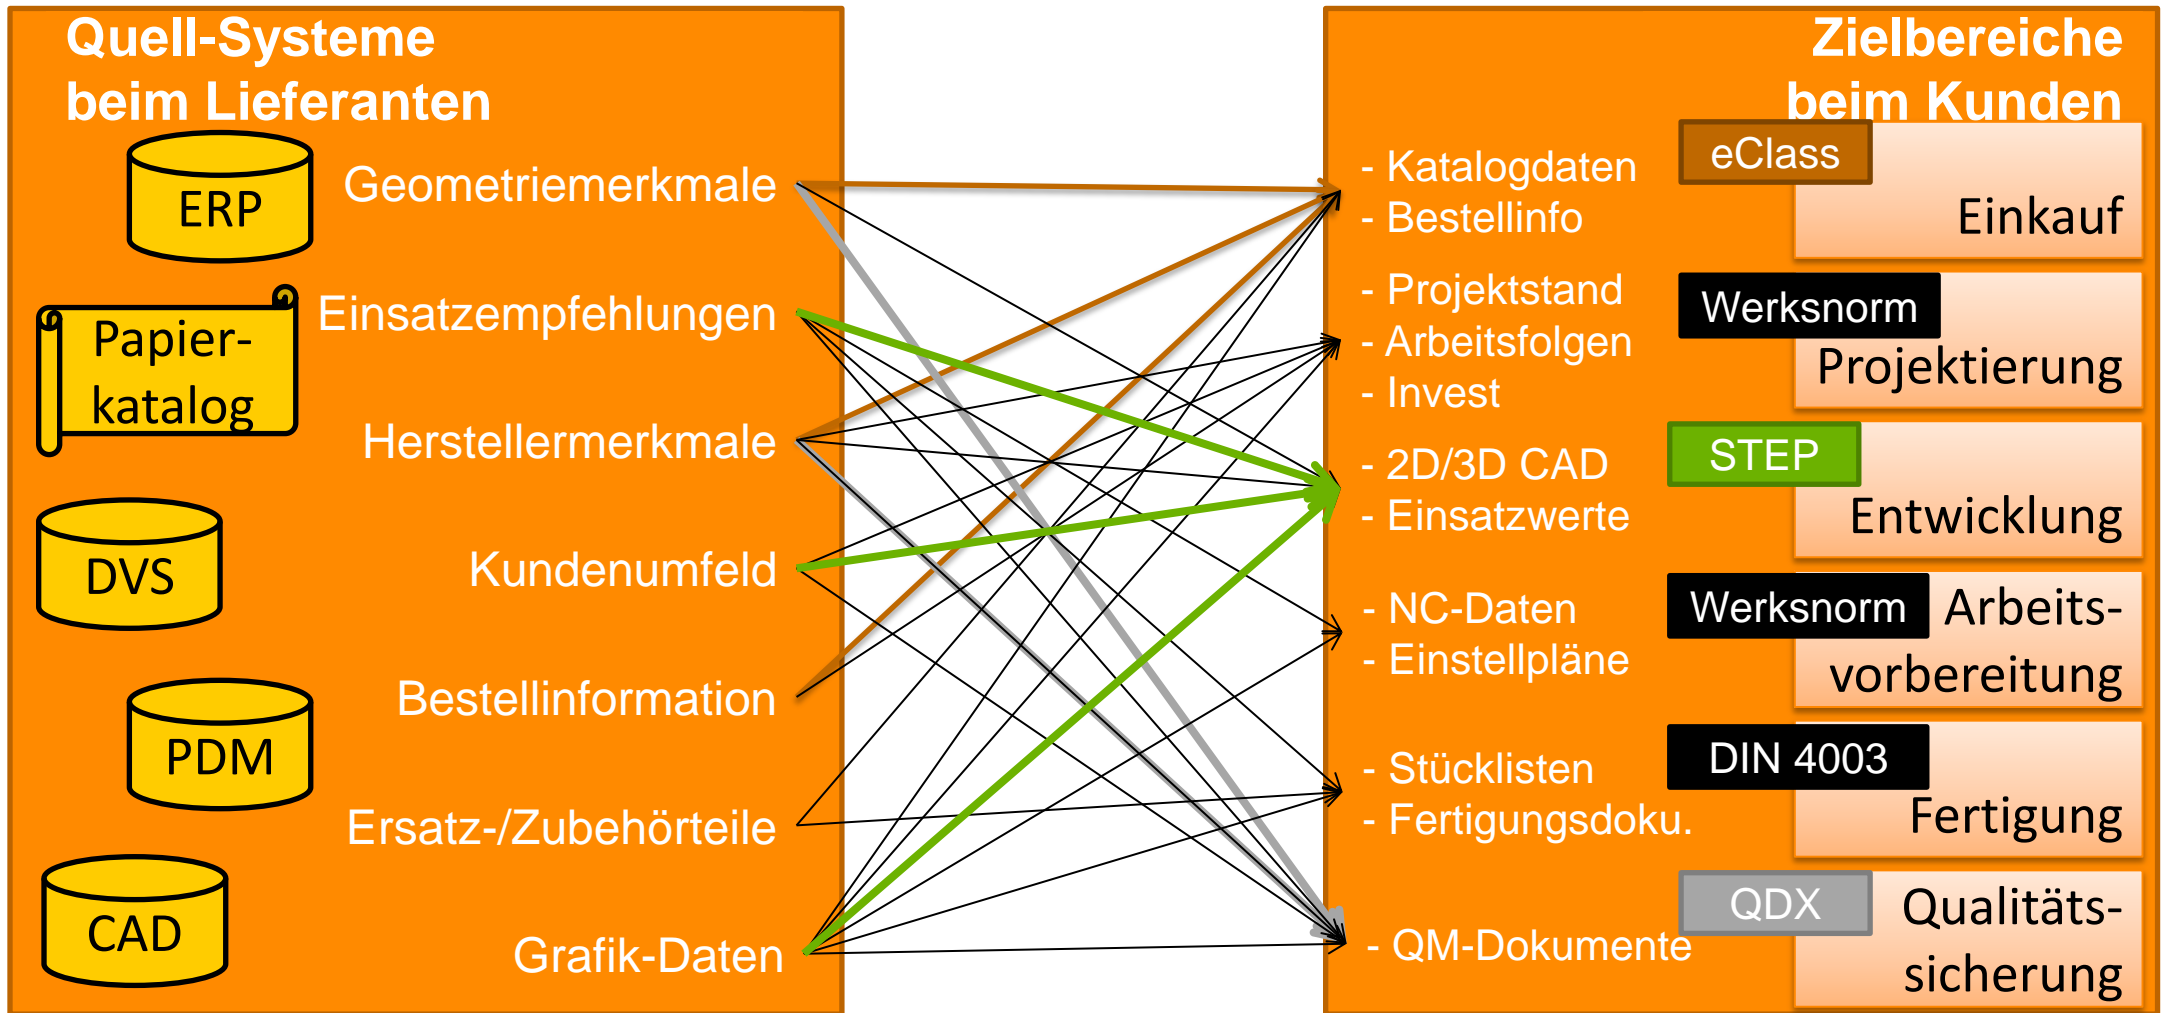 Quell-Systeme
beim Lieferanten
ERP
Papier-
katalog
DVS
PDM
CAD
Geometriemerkmale
Einsatzempfehlungen
Herstellermerkmale
Kundenumfeld
Bestellinformation
Ersatz-/Zubehörteile
Grafik-Daten
Zielbereiche
beim Kunden
- Katalogdaten
- Bestellinfo
eClass
Einkauf
- Projektstand
- Arbeitsfolgen
- Invest
Werksnorm
Projektierung
- 2D/3D CAD
- Einsatzwerte
STEP
Entwicklung
- NC-Daten
- Einstellpläne
Werksnorm
Arbeits-
vorbereitung
- Stücklisten
- Fertigungsdoku.
DIN 4003
Fertigung
- QM-Dokumente
QDX
Qualitäts-
sicherung